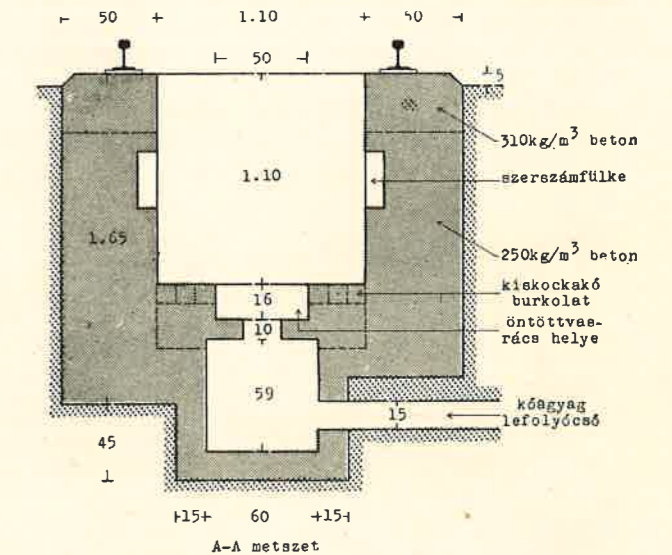 50 1.10 50
50
5
310kg/m³ beton
szerszámfülke
1.10
1.65
250kg/m³ beton
kiskockakő
burkolat
16
öntöttvas-
rács helye
10
59
15
kőagyag
lefolyócső
45
15 60 15
A-A metszet